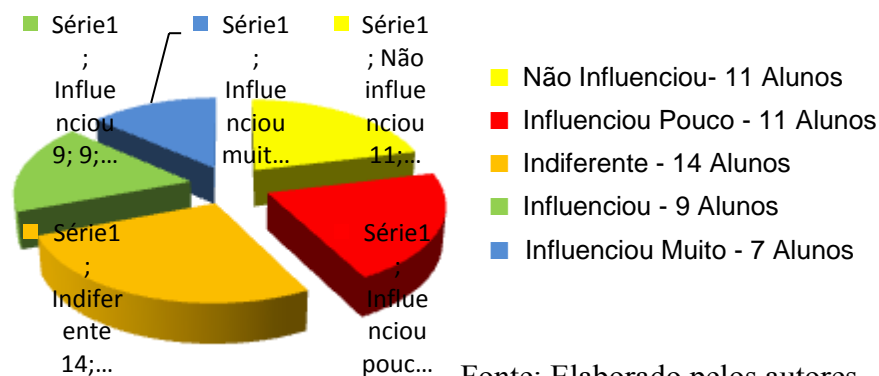 Série1
;
Influe
nciou
9; 9;...
Série1
;
Influe
nciou
muit...
Série1
; Não
influe
nciou
11;...
Série1
;
Indifer
ente
14;...
Série1
;
Influe
nciou
pouc...
Não Influenciou- 11 Alunos
Influenciou Pouco - 11 Alunos
Indiferente - 14 Alunos
Influenciou - 9 Alunos
Influenciou Muito - 7 Alunos
Fonte: Elaborado pelos autores